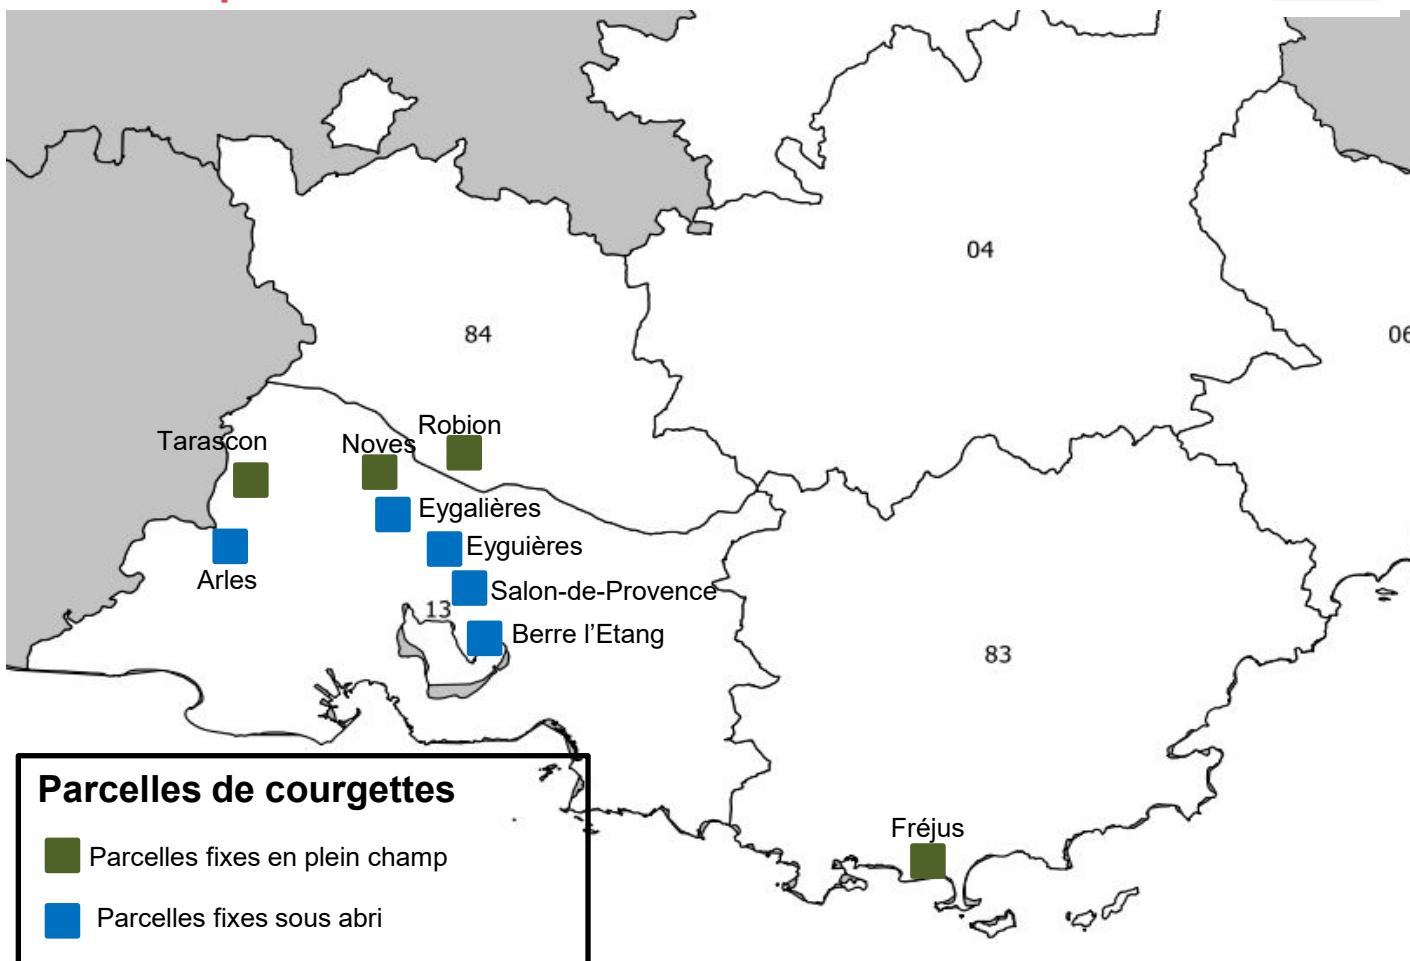 04
84
06
Robion
Tarascon
Noves
Eygalières
Eyguières
Arles
Salon-de-Provence
13
Berre l'Etang
83
Parcelles de courgettes
Fréjus
Parcelles fixes en plein champ
Parcelles fixes sous abri